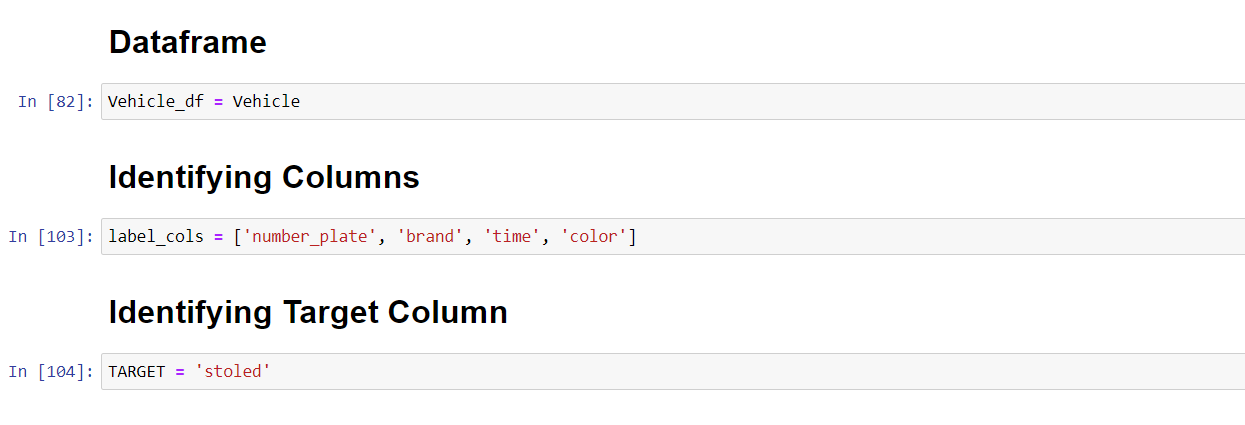 Dataframe
In [82]: Vehicle_df = Vehicle
Identifying Columns
In [103]: label_cols = ['number_plate', 'brand', 'time', 'color']
Identifying Target Column
In [104]: TARGET = 'stoled'